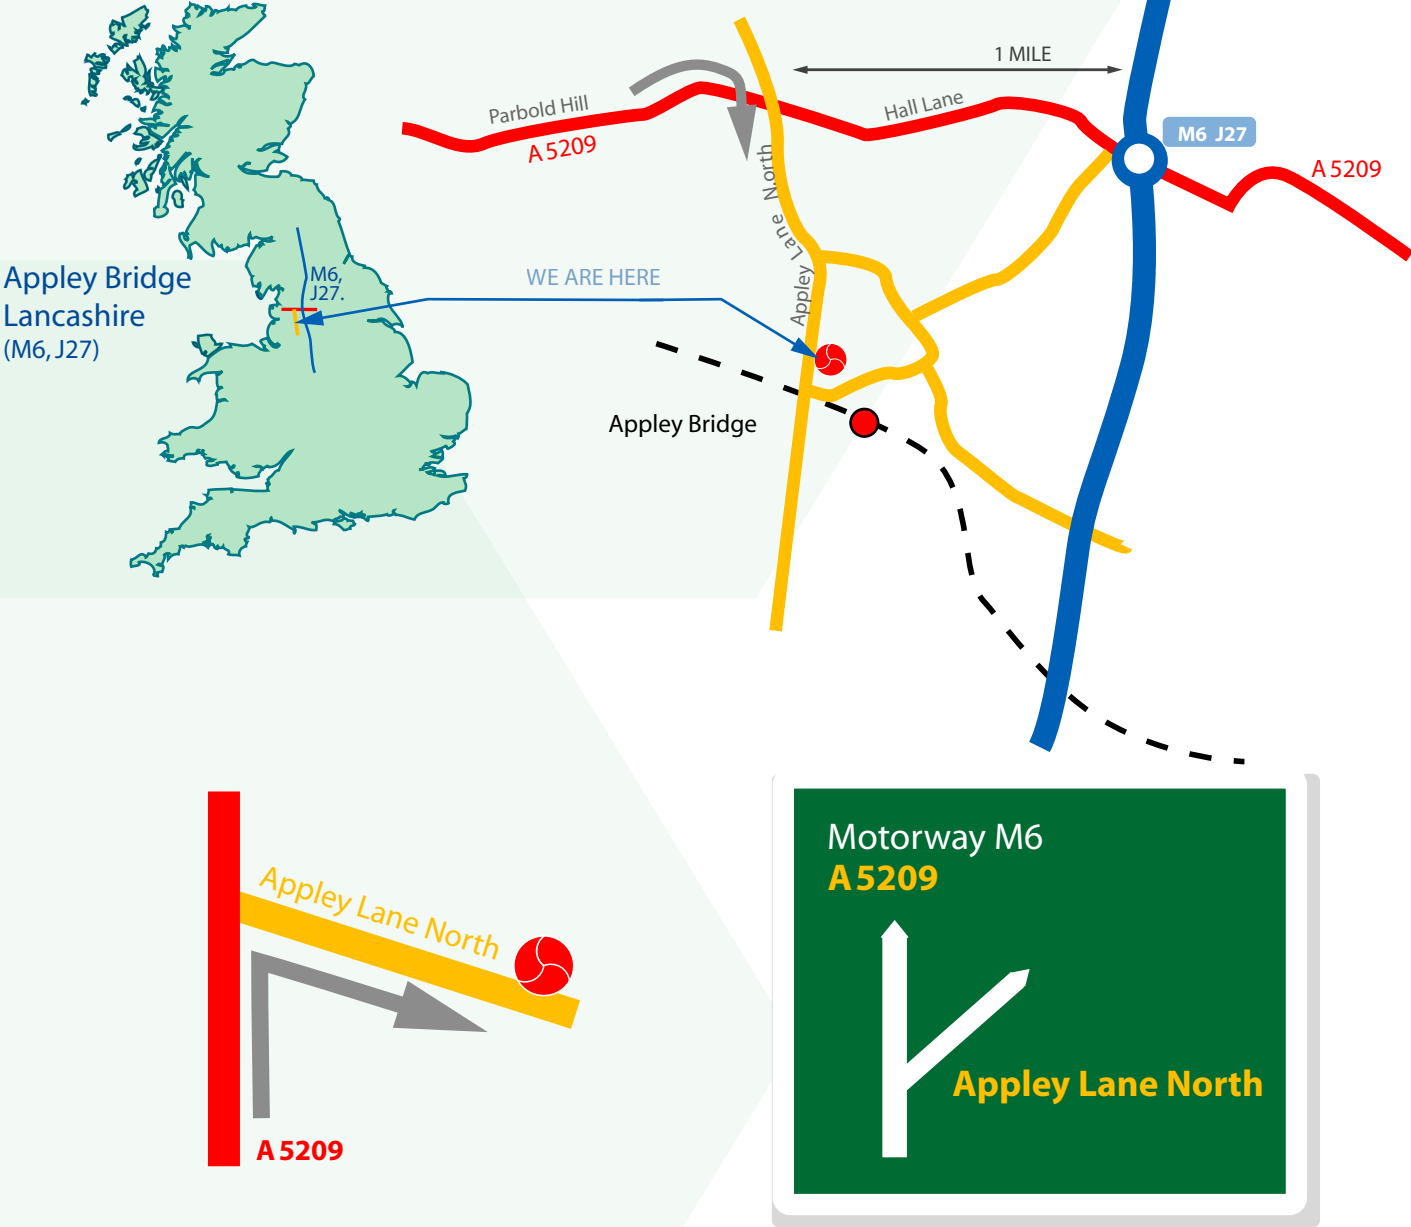 1 MILE
Parbold Hill
A 5209
Hall Lane
M6 J27
A 5209
Appley Lane North
Appley Bridge
Lancashire
(M6, J27)
M6,
J27.
WE ARE HERE
Appley Bridge
Appley Lane North
A 5209
Motorway M6
A 5209
Appley Lane North